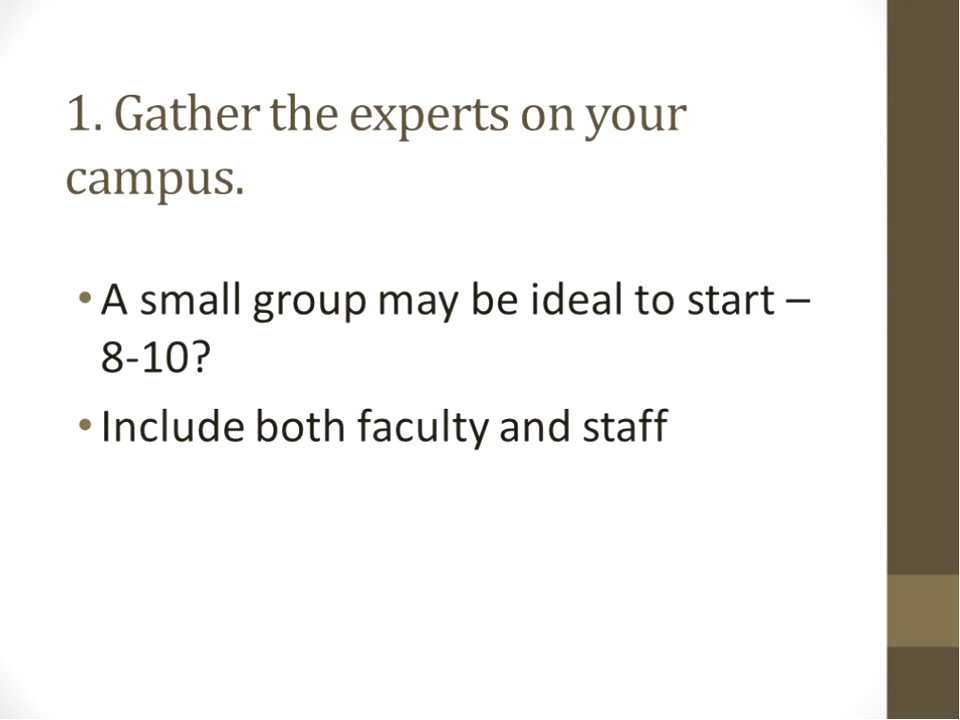 1. Gather the experts on your
campus.
• A small group may be ideal to start –
8-10?
• Include both faculty and staff